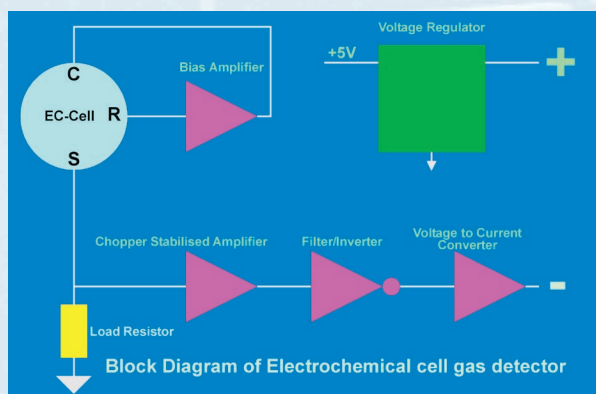 Voltage Regulator
+5V
+
C
Bias Amplifier
EC-Cell
R
S
Chopper Stabilised Amplifier
Filter/Inverter
Voltage to Current
Converter
-
Load Resistor
Block Diagram of Electrochemical cell gas detector